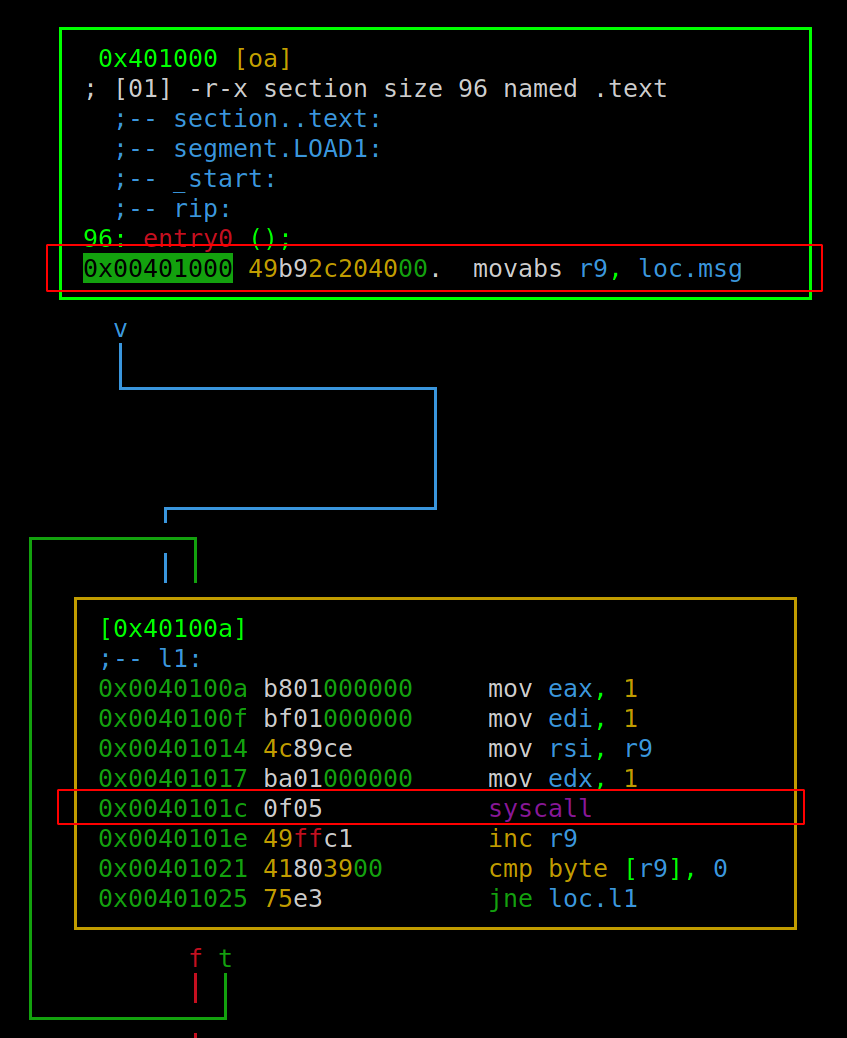 0x401000 [oa]
; [01] -r-x section size 96 named .text
;-- section..text:
;-- segment.LOAD1:
;-- _start:
;-- rip:
96: entry0 ();
0x00401000 49b92c204000. movabs r9, loc.msg
v
[0x40100a]
;-- l1:
0x0040100a b801000000 mov eax, 1
0x0040100f bf01000000 mov edi, 1
0x00401014 4c89ce mov rsi, r9
0x00401017 ba01000000 mov edx, 1
0x0040101c 0f05 syscall
0x0040101e 49ffc1 inc r9
0x00401021 41803900 cmp byte [r9], 0
0x00401025 75e3 jne loc.l1
f t